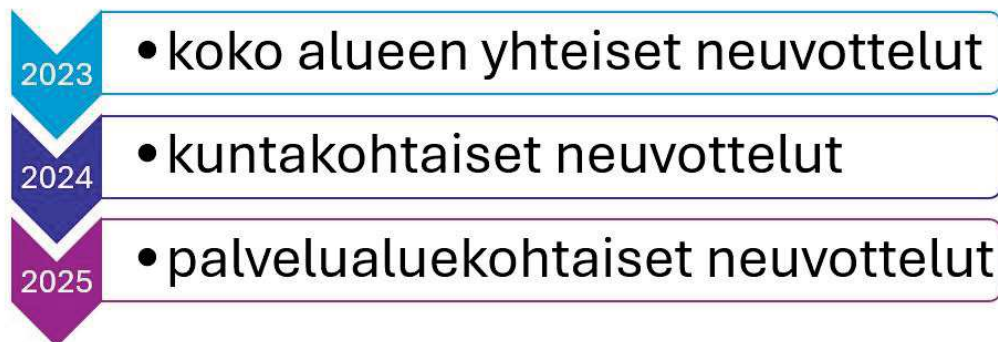 2023
• koko alueen yhteiset neuvottelut
2024
• kuntakohtaiset neuvottelut
2025
• palvelualuekohtaiset neuvottelut